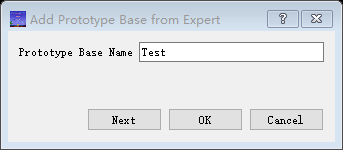 Add Prototype Base from Expert
Prototype Base Name Test
Next OK Cancel